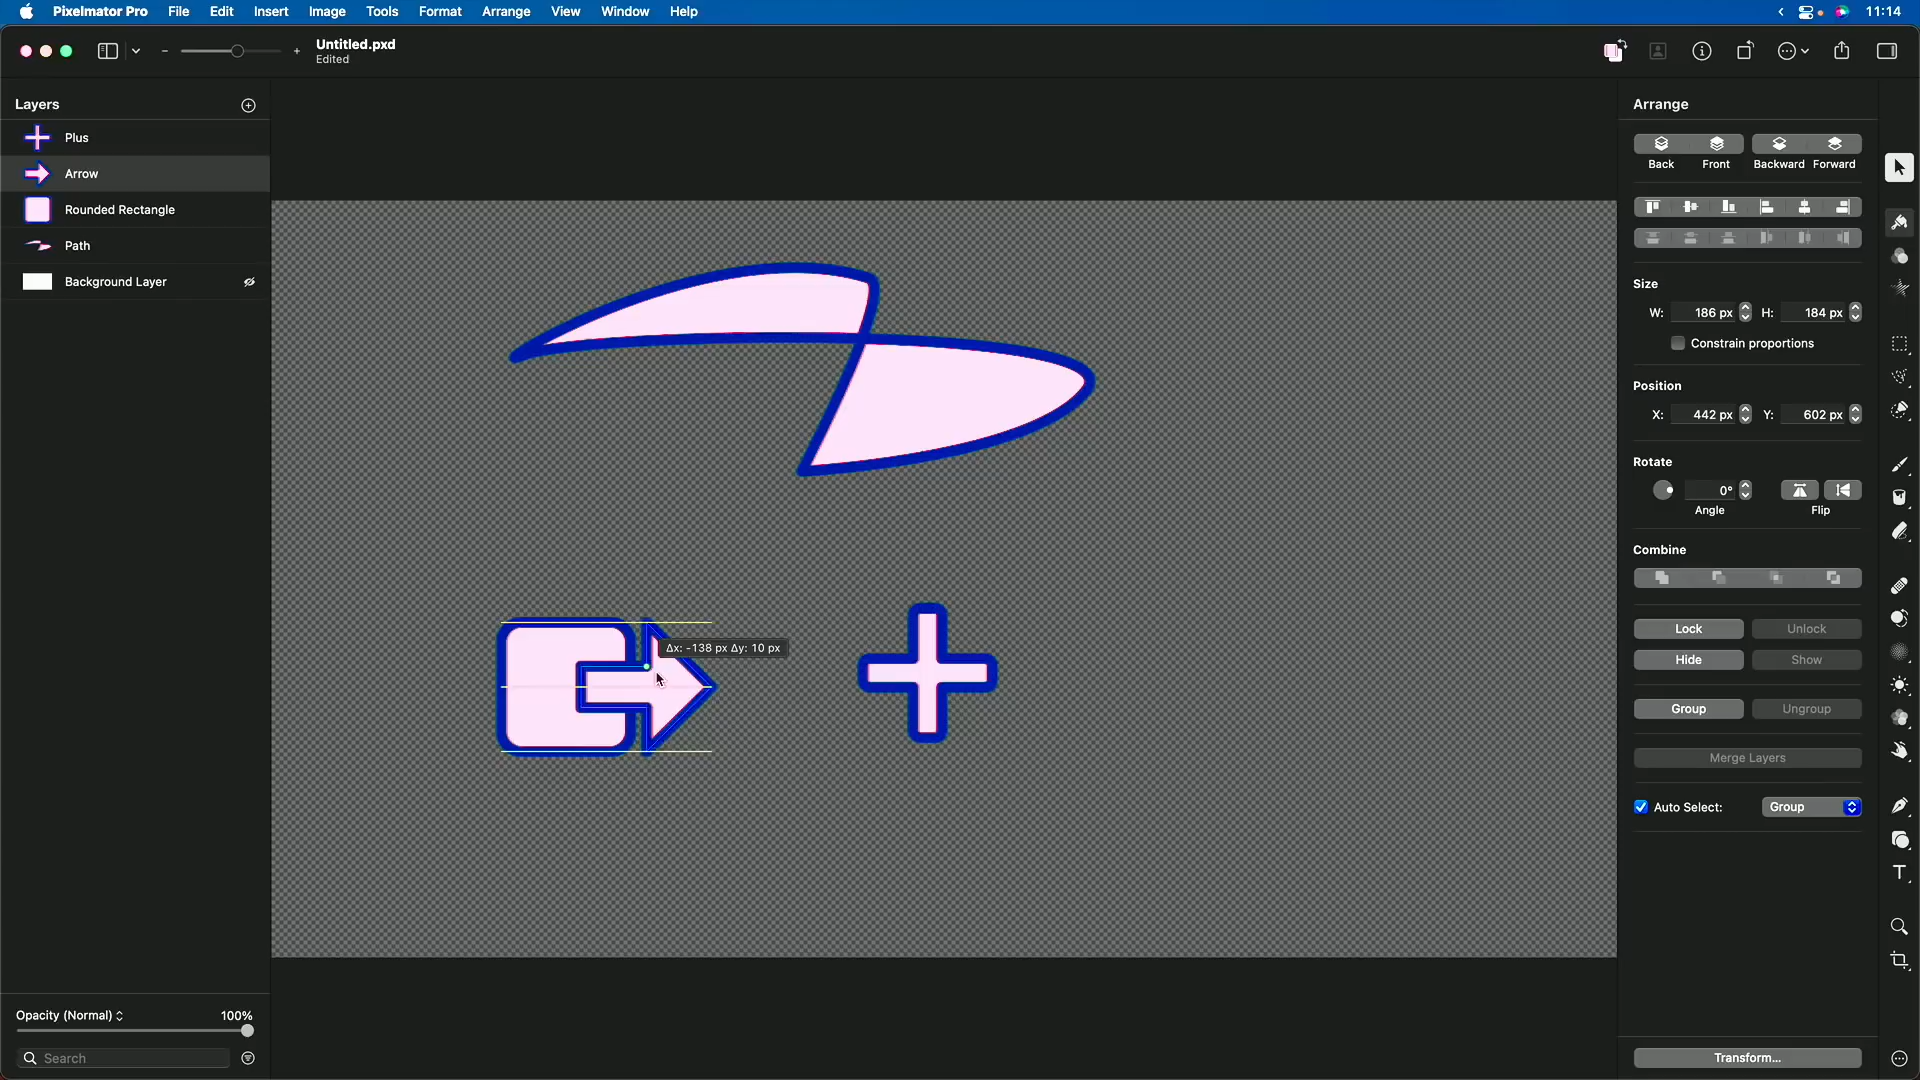 Pixelmator Pro File Edit Insert Image Tools Format Arrange View Window Help 11:14
Untitled.pxd
Edited
Layers
Plus
Arrow
Rounded Rectangle
Path
Background Layer
Δx: -138 px Δy: 10 px
Opacity (Normal) 100%
Search
Arrange
Back Front Backward Forward
Size
W: 186 px H: 184 px
Constrain proportions
Position
X: 442 px Y: 602 px
Rotate
0°
Angle Flip
Combine
Lock Unlock
Hide Show
Group Ungroup
Merge Layers
Auto Select: Group
Transform...